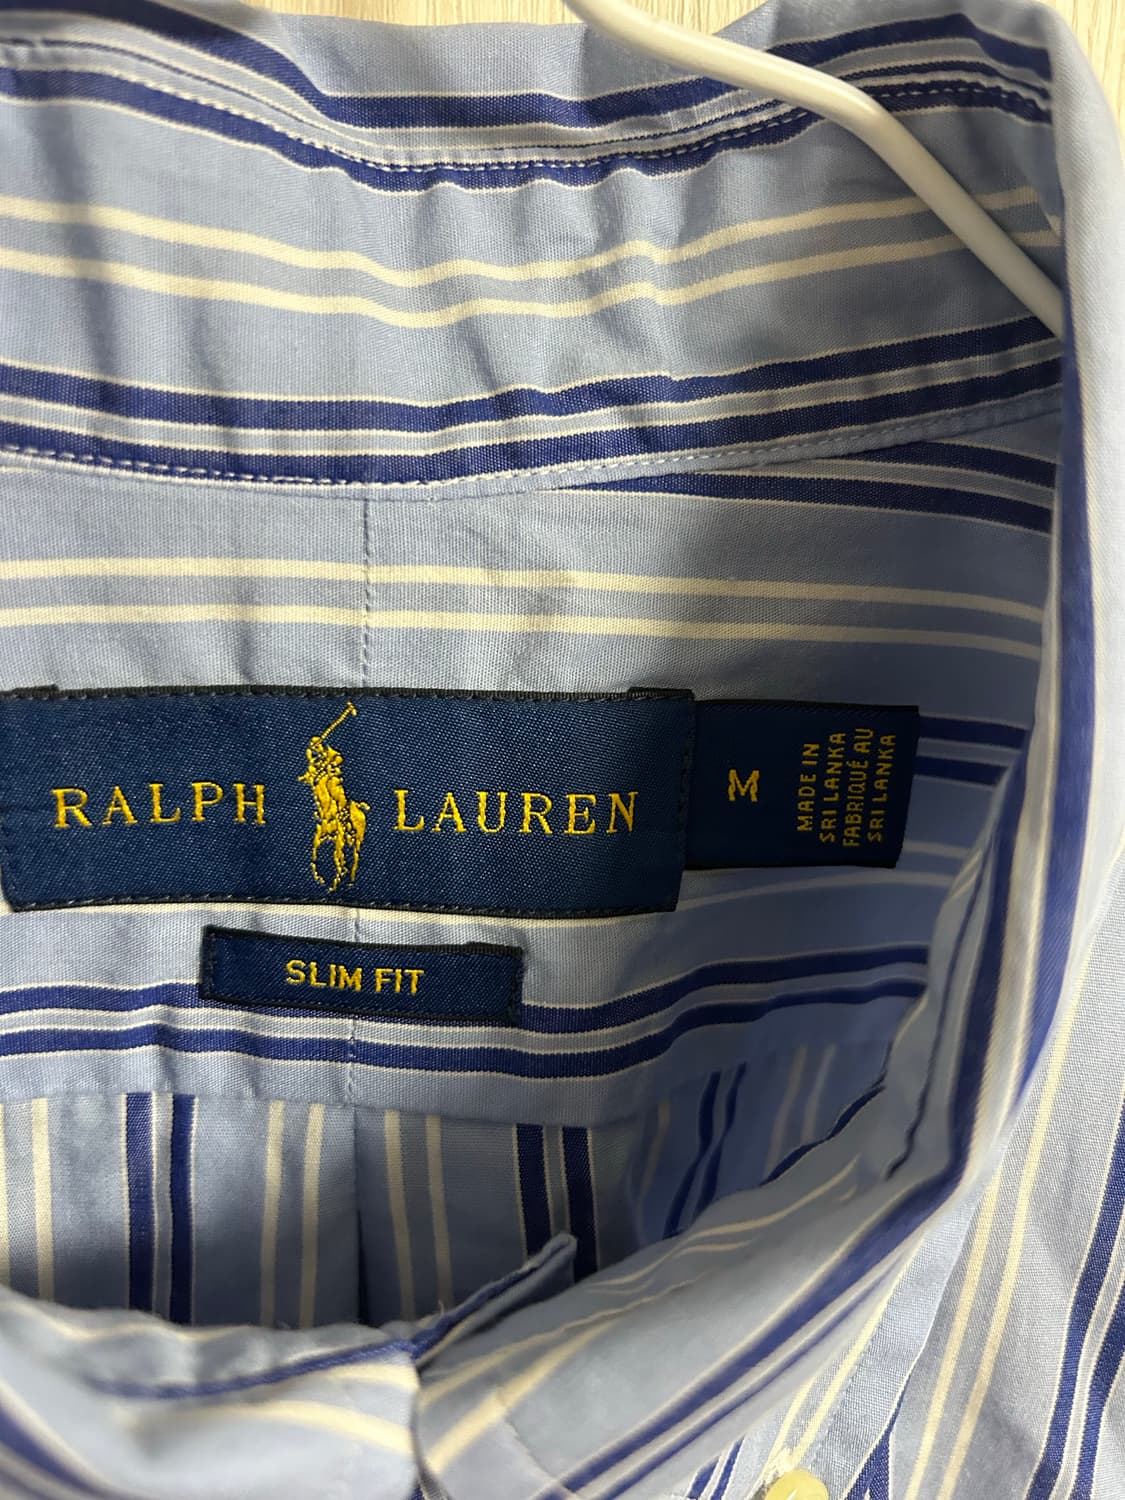 RALPH LAUREN
M
MADE IN
SRI LANKA
FABRIQUÉ AU
SRI LANKA
SLIM FIT